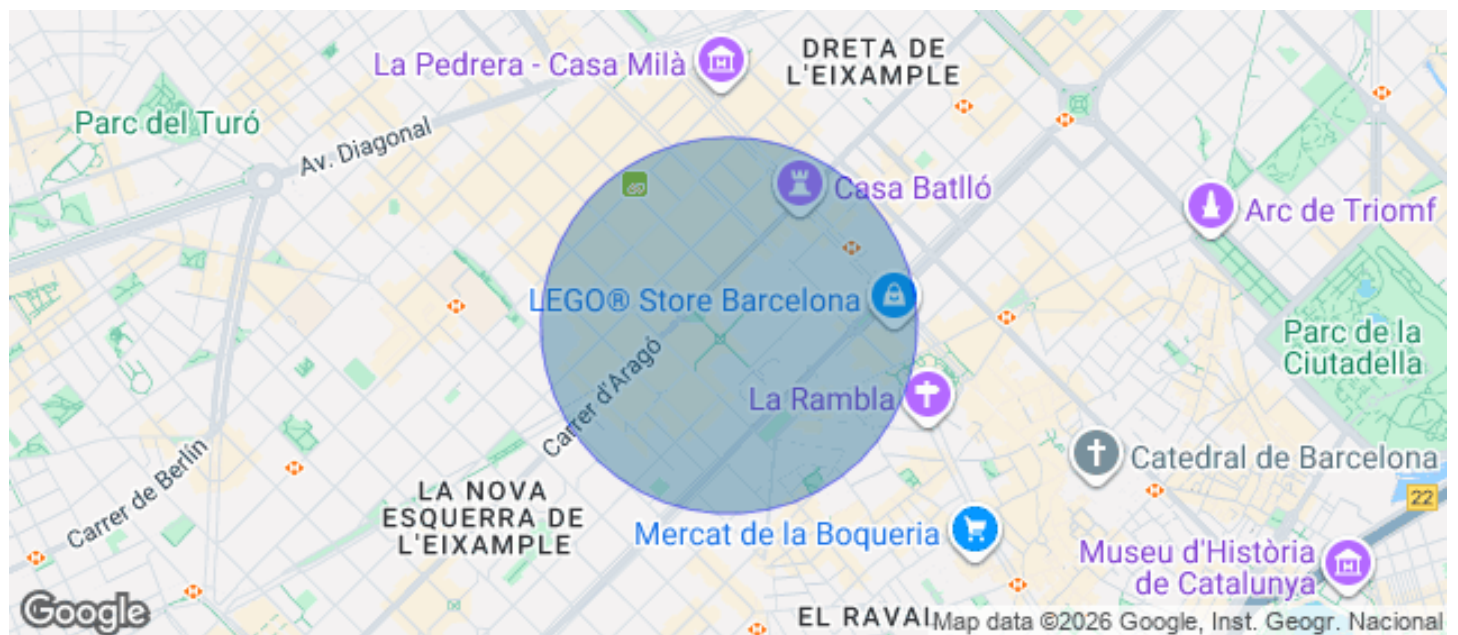 La Pedrera - Casa Milà
DRETA DE
L'EIXAMPLE
Parc del Turó
Av. Diagonal
Casa Batlló
Arc de Triomf
LEGO® Store Barcelona
Parc de la
Ciutadella
Carrer d'Aragó
La Rambla
Catedral de Barcelona
Carrer de Berlín
LA NOVA
ESQUERRA DE
L'EIXAMPLE
22
Mercat de la Boqueria
Museu d'Història
de Catalunya
Google
EL RAVAL
Map data ©2026 Google, Inst. Geogr. Nacional